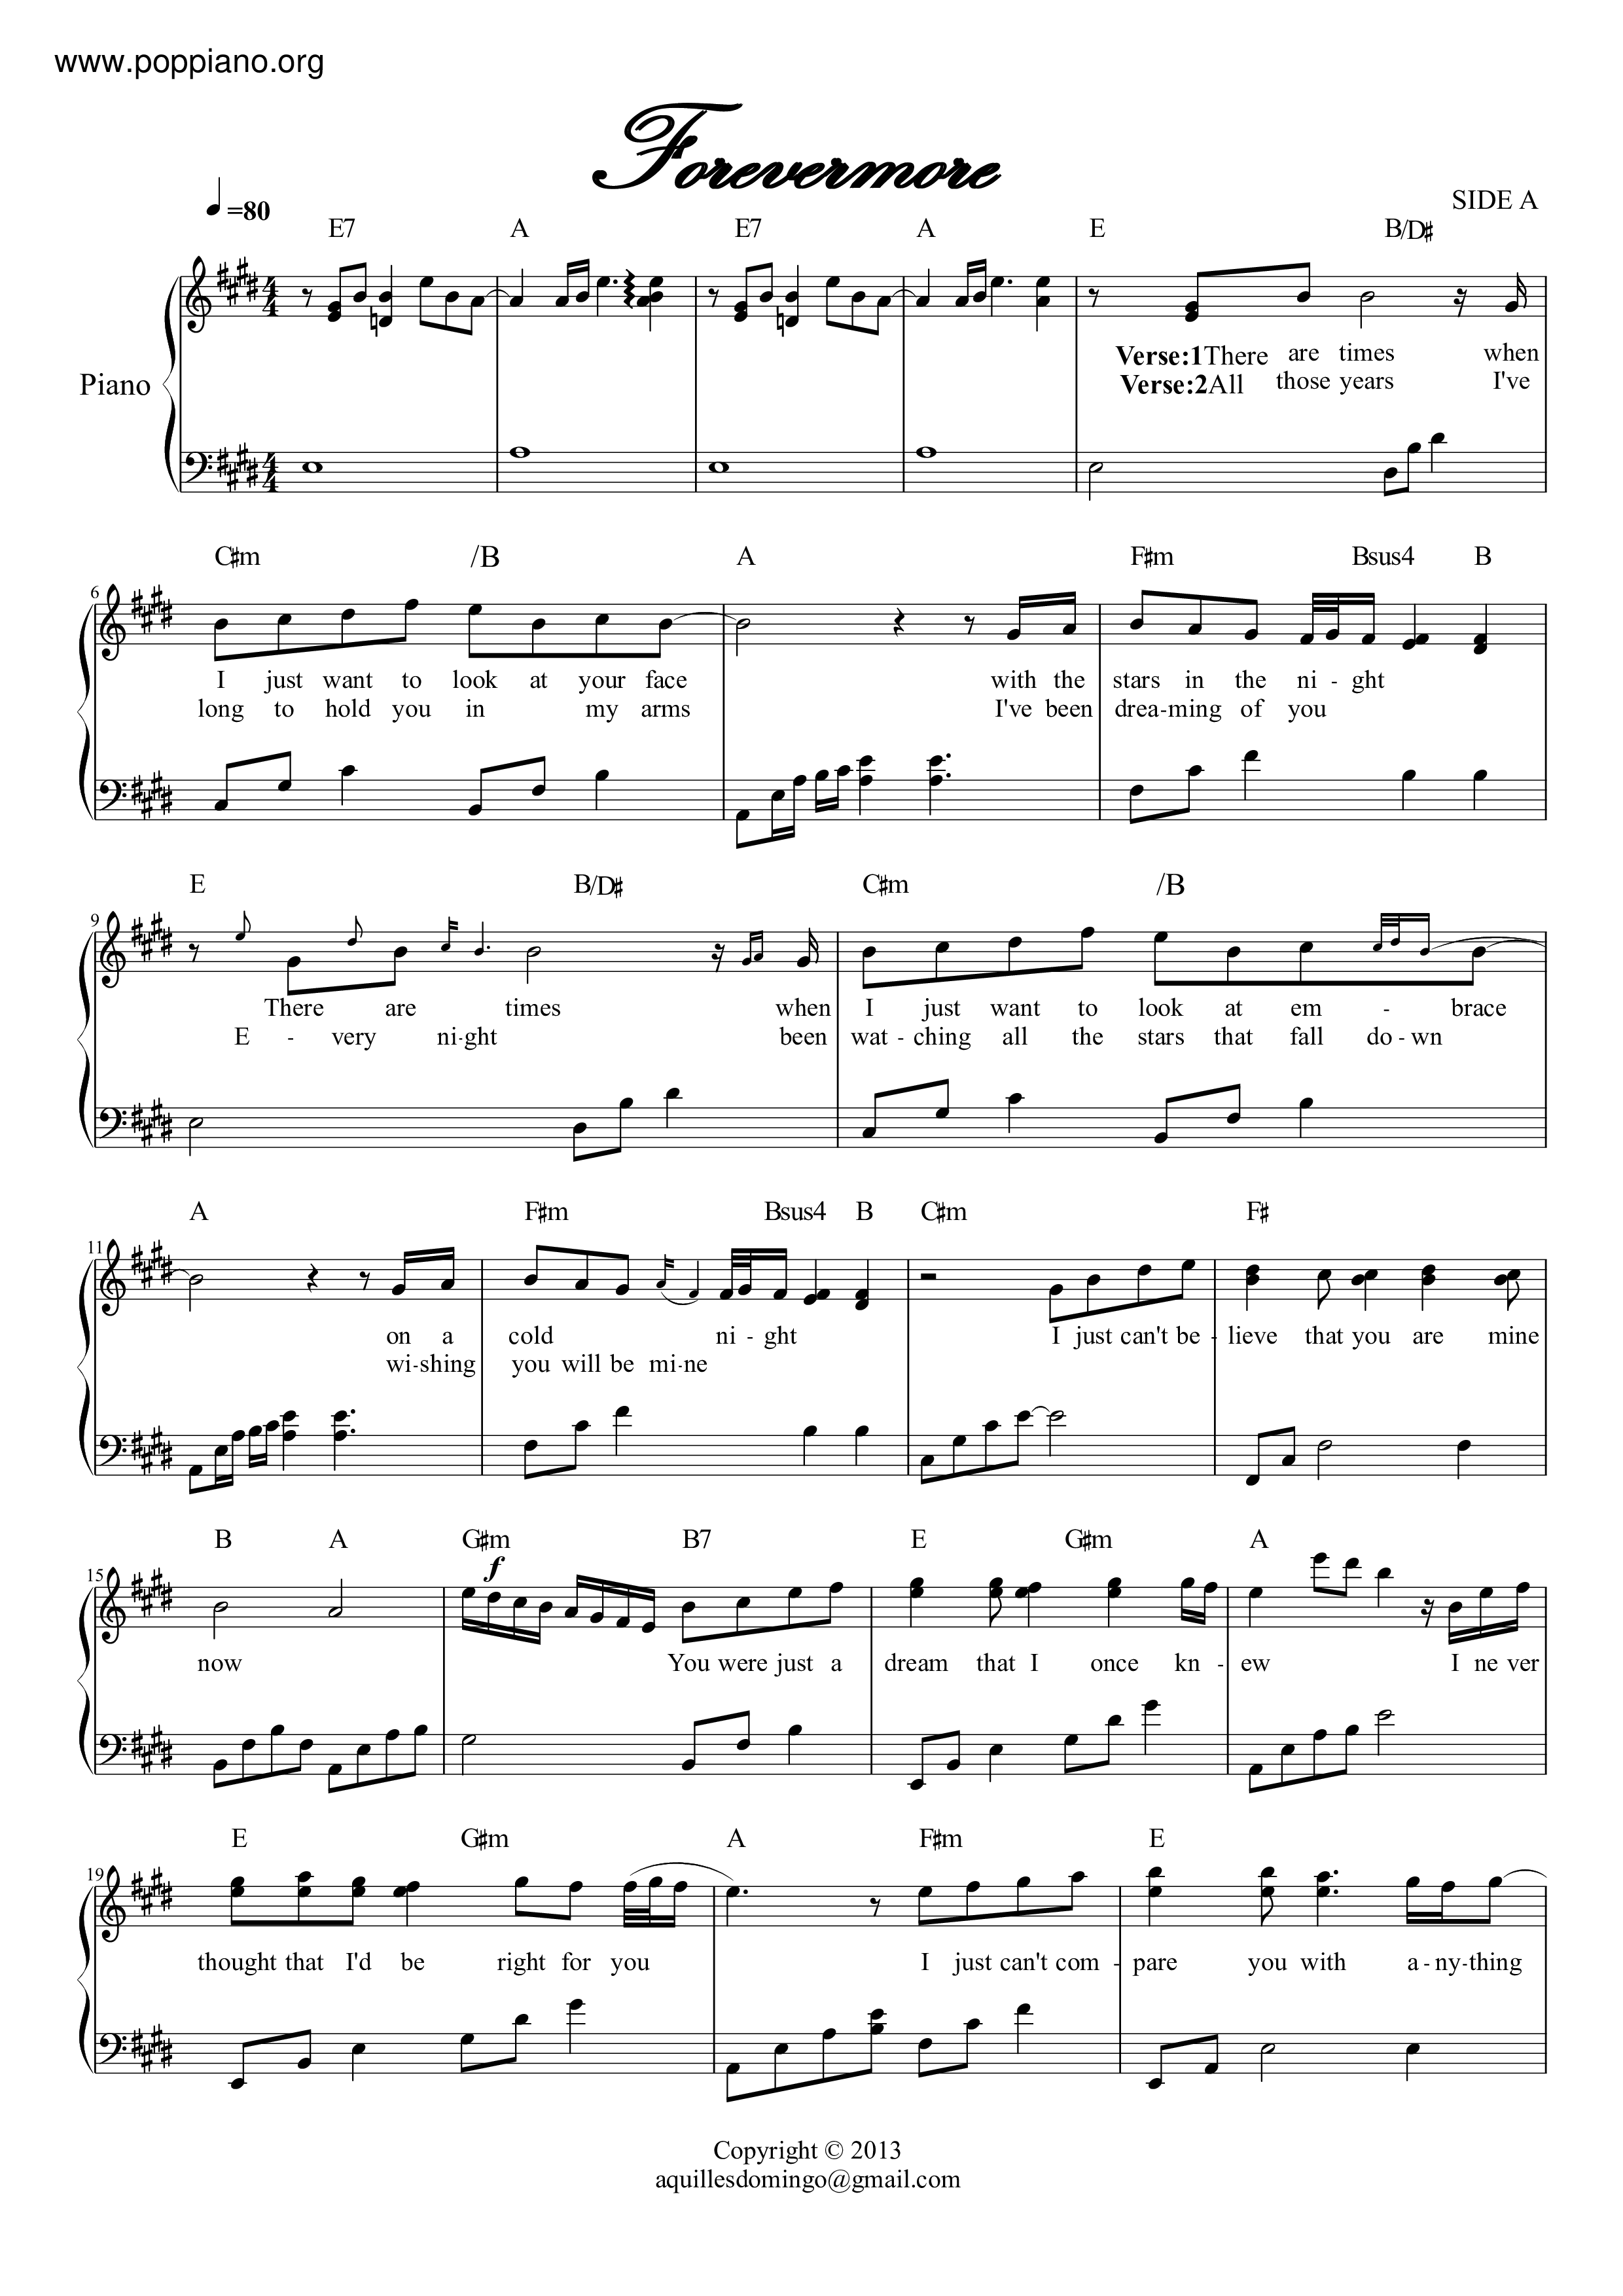 www.poppiano.org
Forevermore
=80
SIDE A
E7 A E7 A E B/D#
Piano
Verse:1There are times when
Verse:2All those years I've
C#m /B A F#m Bsus4 B
6
I just want to look at your face with the stars in the ni - ght
long to hold you in my arms I've been drea-ming of you
E B/D# C#m /B
9
There are times when I just want to look at em - brace
E - very ni-ght been wat - ching all the stars that fall do - wn
A F#m Bsus4 B C#m F#
11
on a cold ni - ght I just can't be - lieve that you are mine
wi-shing you will be mi-ne
B A G#m B7 E G#m A
f
15
now You were just a dream that I once kn - ew I ne ver
E G#m A F#m E
19
thought that I'd be right for you I just can't com - pare you with a-ny-thing
Copyright © 2013
aquillesdomingo@gmail.com